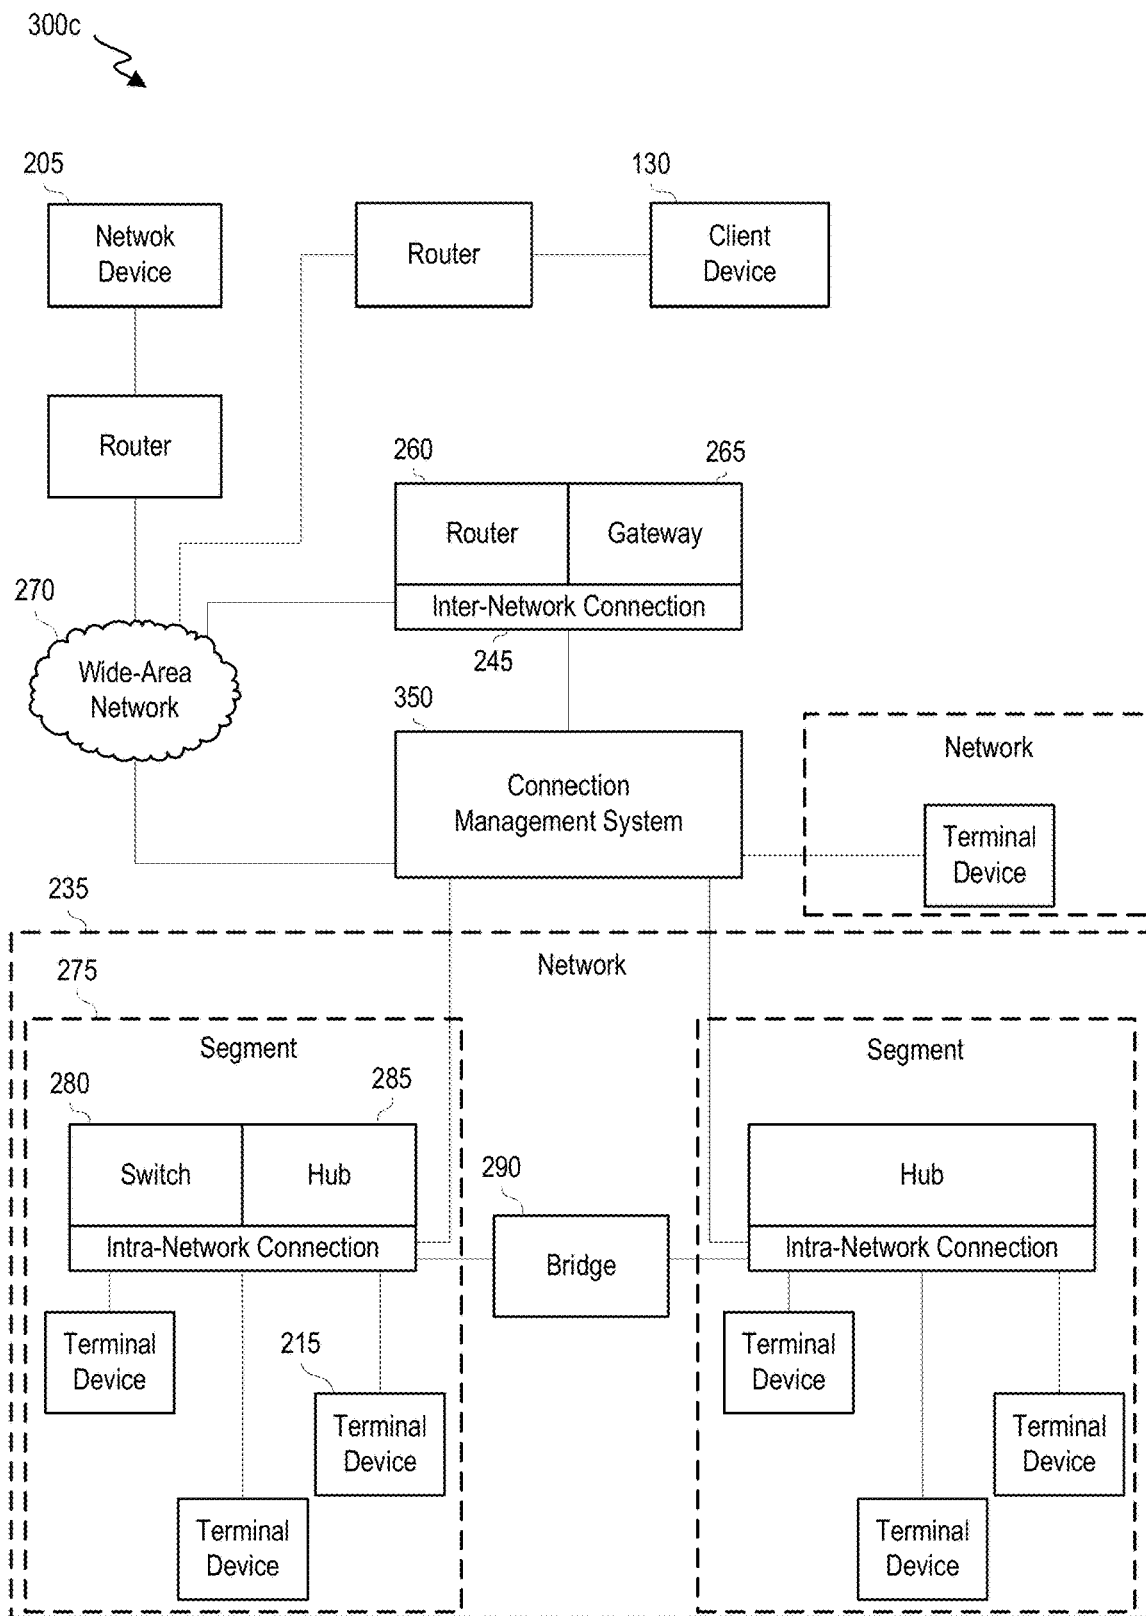 300c
205
130
Netwok
Device
Router
Client
Device
Router
260
265
Router
Gateway
Inter-Network Connection
245
270
Wide-Area
Network
350
Connection
Management System
Network
Terminal
Device
235
Network
275
Segment
Segment
280
285
Switch
Hub
Intra-Network Connection
290
Bridge
Hub
Intra-Network Connection
Terminal
Device
215
Terminal
Device
Terminal
Device
Terminal
Device
Terminal
Device
Terminal
Device